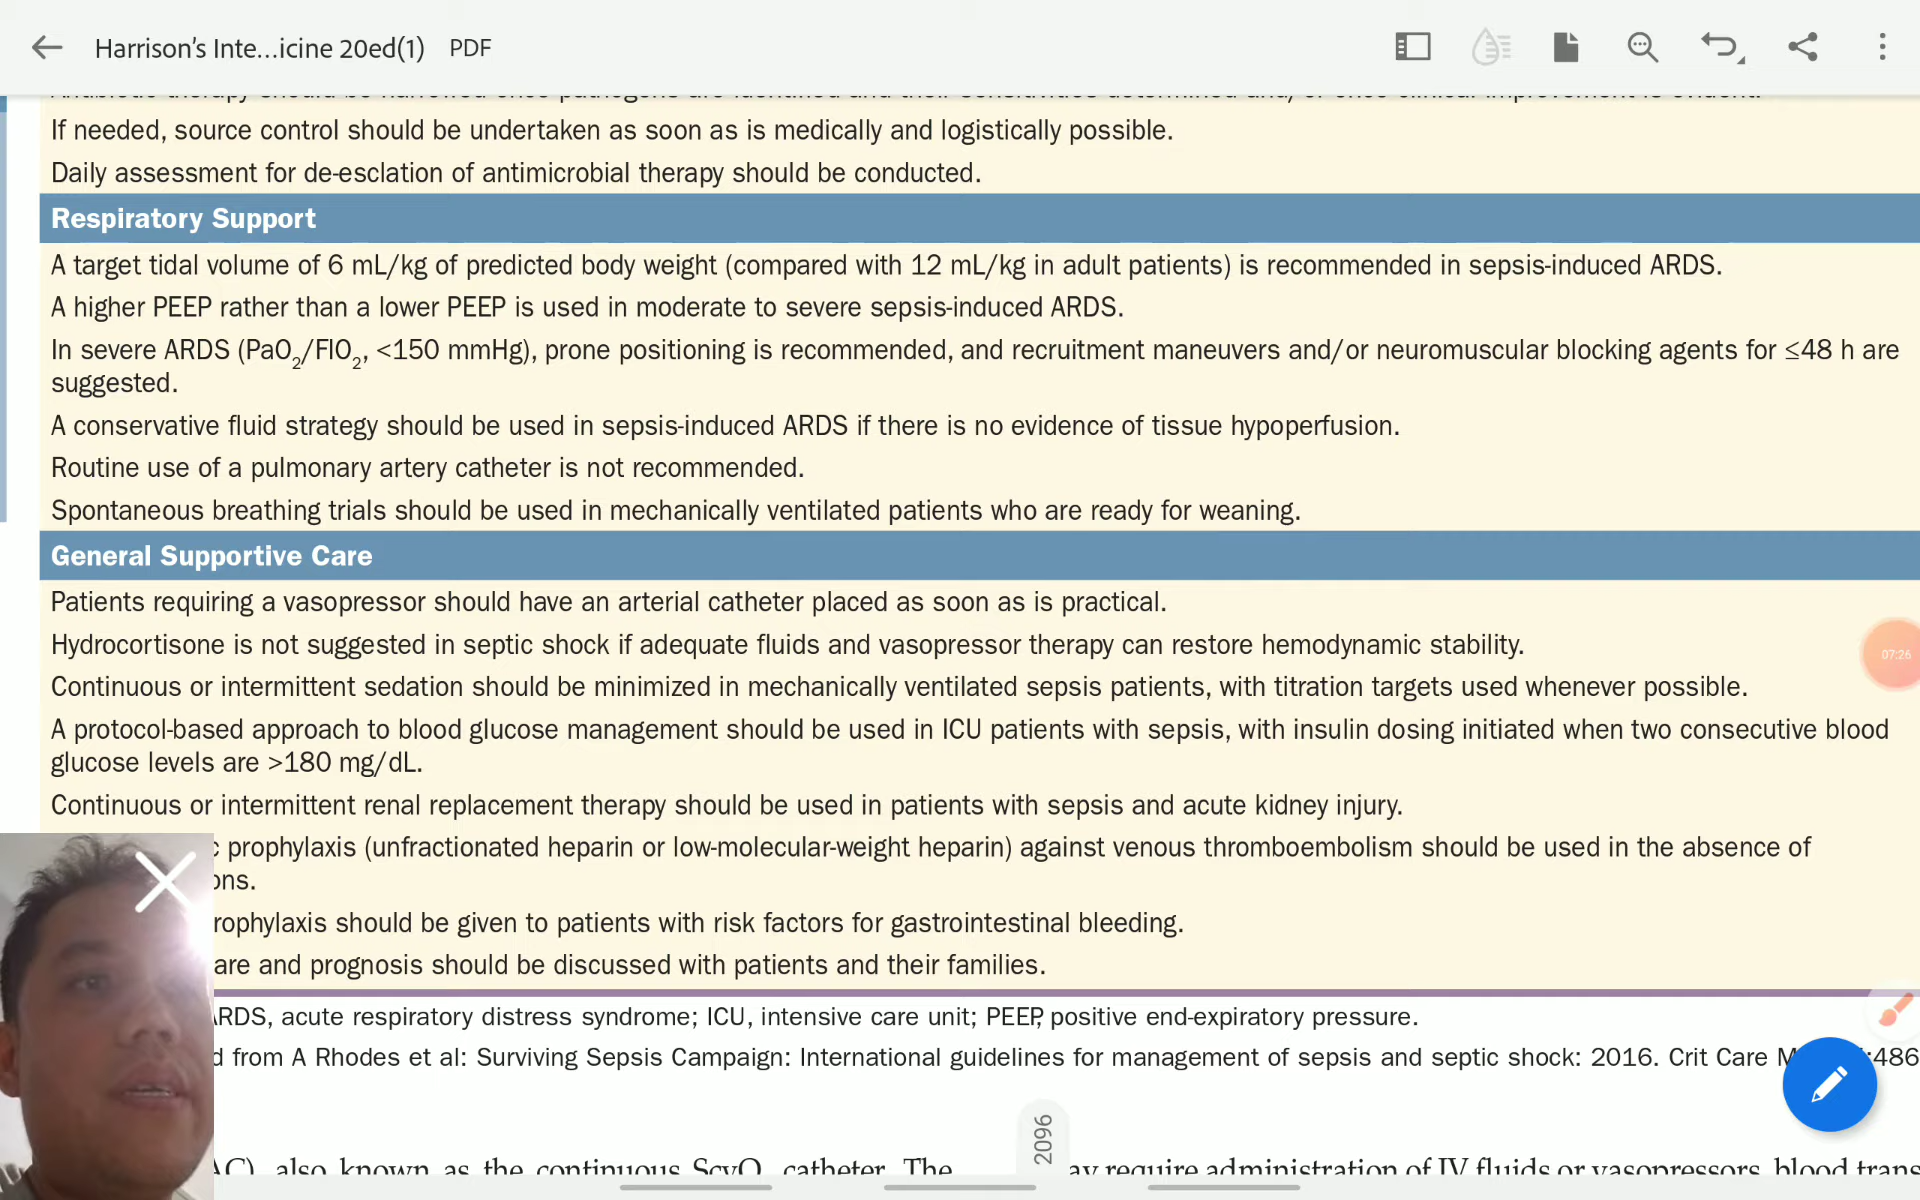 Harrison's Inte...icine 20ed(1) PDF
If needed, source control should be undertaken as soon as is medically and logistically possible.
Daily assessment for de-esclation of antimicrobial therapy should be conducted.
Respiratory Support
A target tidal volume of 6 mL/kg of predicted body weight (compared with 12 mL/kg in adult patients) is recommended in sepsis-induced ARDS.
A higher PEEP rather than a lower PEEP is used in moderate to severe sepsis-induced ARDS.
In severe ARDS (PaO2/FIO2, <150 mmHg), prone positioning is recommended, and recruitment maneuvers and/or neuromuscular blocking agents for ≤48 h are
suggested.
A conservative fluid strategy should be used in sepsis-induced ARDS if there is no evidence of tissue hypoperfusion.
Routine use of a pulmonary artery catheter is not recommended.
Spontaneous breathing trials should be used in mechanically ventilated patients who are ready for weaning.
General Supportive Care
Patients requiring a vasopressor should have an arterial catheter placed as soon as is practical.
Hydrocortisone is not suggested in septic shock if adequate fluids and vasopressor therapy can restore hemodynamic stability.
07:26
Continuous or intermittent sedation should be minimized in mechanically ventilated sepsis patients, with titration targets used whenever possible.
A protocol-based approach to blood glucose management should be used in ICU patients with sepsis, with insulin dosing initiated when two consecutive blood
glucose levels are >180 mg/dL.
Continuous or intermittent renal replacement therapy should be used in patients with sepsis and acute kidney injury.
prophylaxis (unfractionated heparin or low-molecular-weight heparin) against venous thromboembolism should be used in the absence of
ons.
rophylaxis should be given to patients with risk factors for gastrointestinal bleeding.
are and prognosis should be discussed with patients and their families.
ARDS, acute respiratory distress syndrome; ICU, intensive care unit; PEEP, positive end-expiratory pressure.
d from A Rhodes et al: Surviving Sepsis Campaign: International guidelines for management of sepsis and septic shock: 2016. Crit Care M :486
2096
AC), also known as the continuous ScvO catheter. The
ay require administration of IV fluids or vasopressors, blood trans